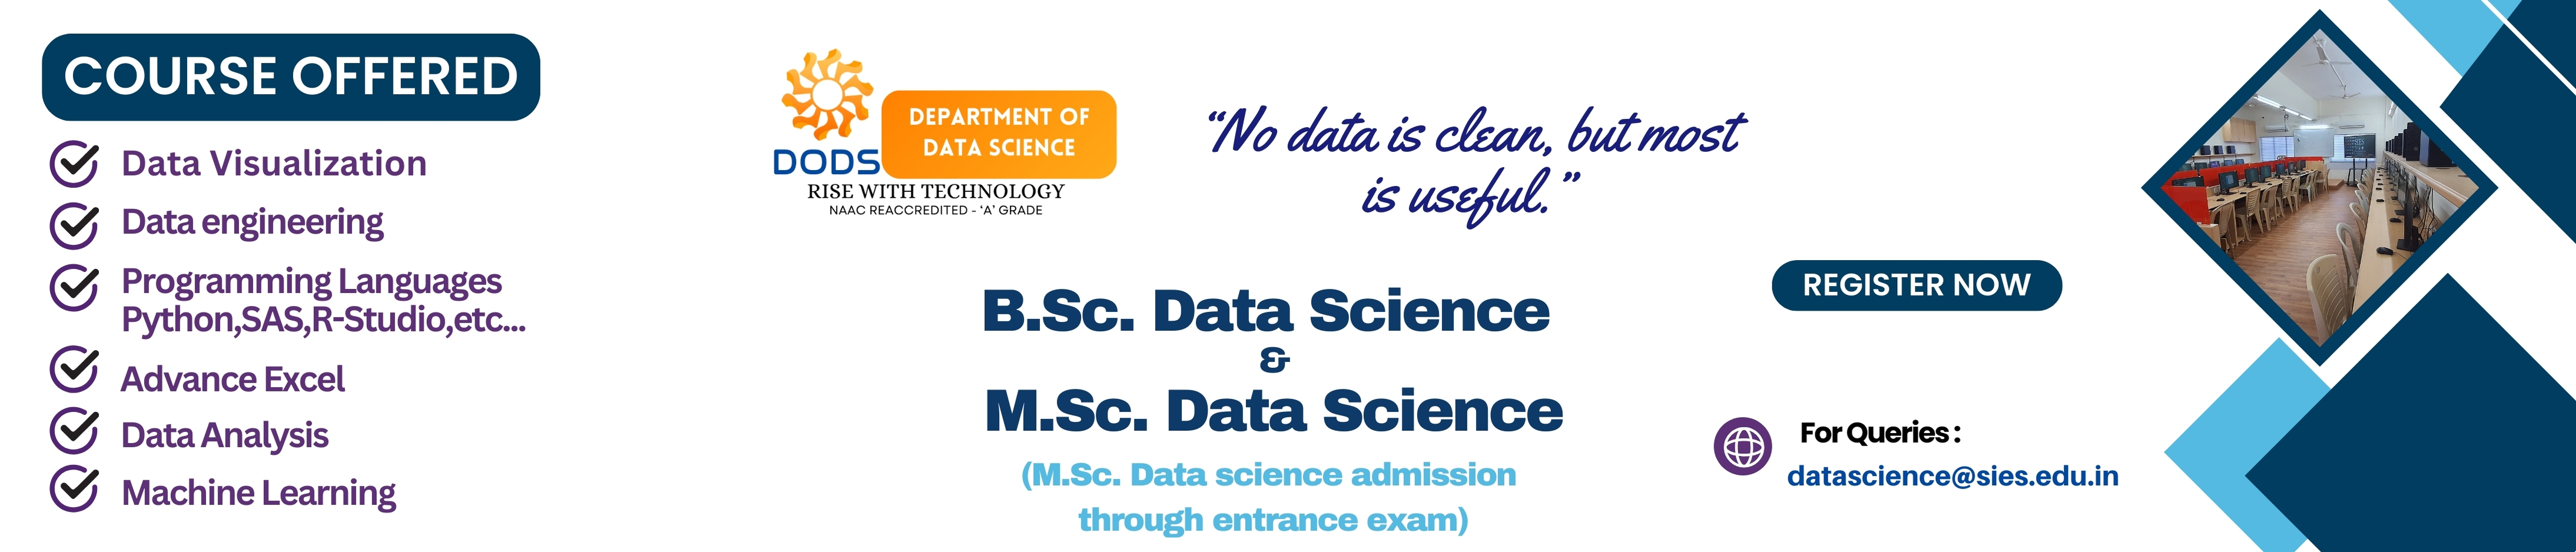 COURSE OFFERED
Data Visualization
Data engineering
Programming Languages
Python,SAS,R-Studio,etc...
Advance Excel
Data Analysis
Machine Learning
DODS
DEPARTMENT OF
DATA SCIENCE
RISE WITH TECHNOLOGY
NAAC REACCREDITED - ‘A’ GRADE
“No data is clean, but most
is useful.”
B.Sc. Data Science
&
M.Sc. Data Science
(M.Sc. Data science admission
through entrance exam)
REGISTER NOW
For Queries :
datascience@sies.edu.in